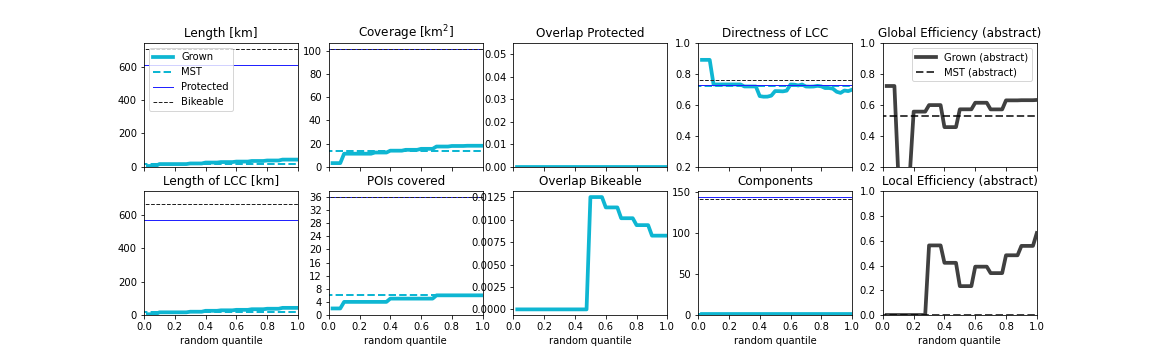 Length [km]
Coverage [km²]
Overlap Protected
Directness of LCC
Global Efficiency (abstract)
600
400
200
0
Grown
MST
Protected
Bikeable
100
80
60
40
20
0
0.05
0.04
0.03
0.02
0.01
0.00
1.0
0.8
0.6
0.4
0.2
1.0
0.8
0.6
0.4
0.2
Grown (abstract)
MST (abstract)
Length of LCC [km]
POIs covered
Overlap Bikeable
Components
Local Efficiency (abstract)
600
400
200
0
36
32
28
24
20
16
12
8
4
0
0.0125
0.0100
0.0075
0.0050
0.0025
0.0000
150
100
50
0
1.0
0.8
0.6
0.4
0.2
0.0
0.0 0.2 0.4 0.6 0.8 1.0
0.0 0.2 0.4 0.6 0.8 1.0
0.0 0.2 0.4 0.6 0.8 1.0
0.0 0.2 0.4 0.6 0.8 1.0
0.0 0.2 0.4 0.6 0.8 1.0
random quantile
random quantile
random quantile
random quantile
random quantile